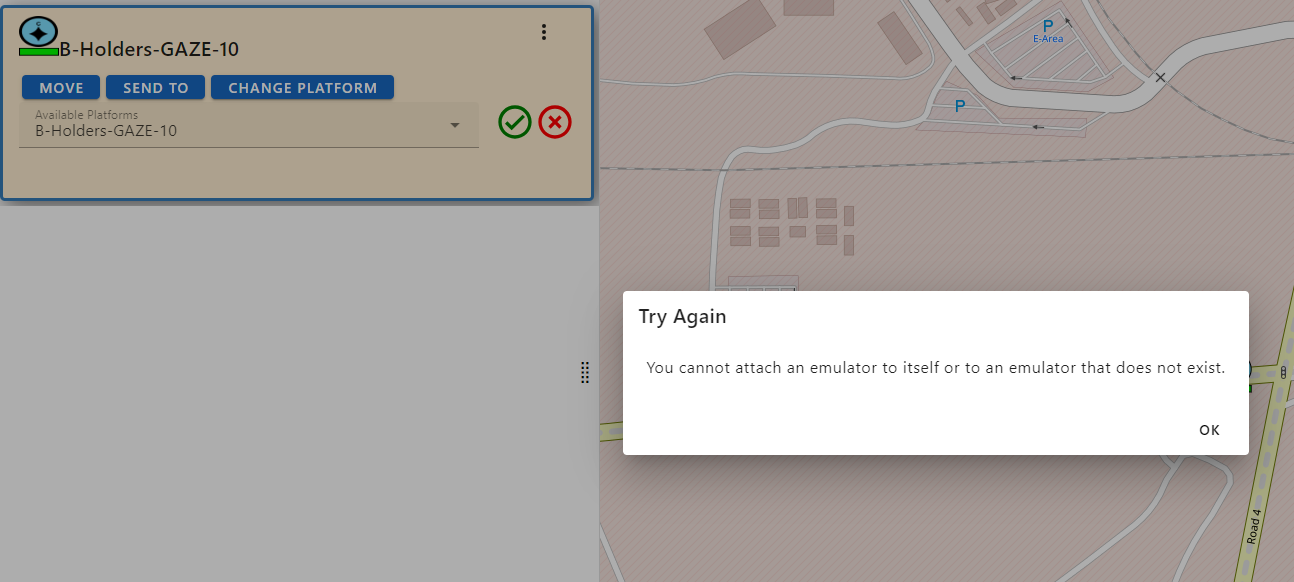 C
B-Holders-GAZE-10
MOVE
SEND TO
CHANGE PLATFORM
Available Platforms
B-Holders-GAZE-10
P
E-Area
P
Try Again
You cannot attach an emulator to itself or to an emulator that does not exist.
OK
Road 4